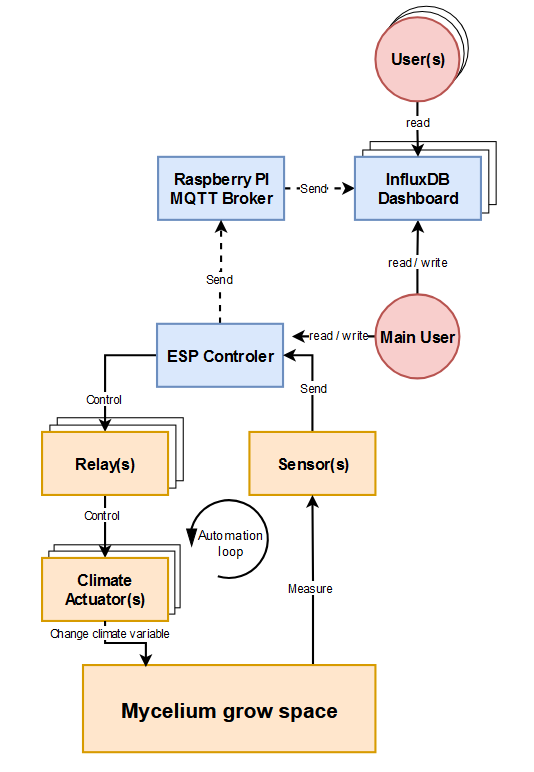 User(s)
read
Raspberry PI
MQTT Broker
Send
InfluxDB
Dashboard
Send
read / write
ESP Controler
read / write
Main User
Control
Send
Relay(s)
Sensor(s)
Control
Automation
loop
Climate
Actuator(s)
Measure
Change climate variable
Mycelium grow space